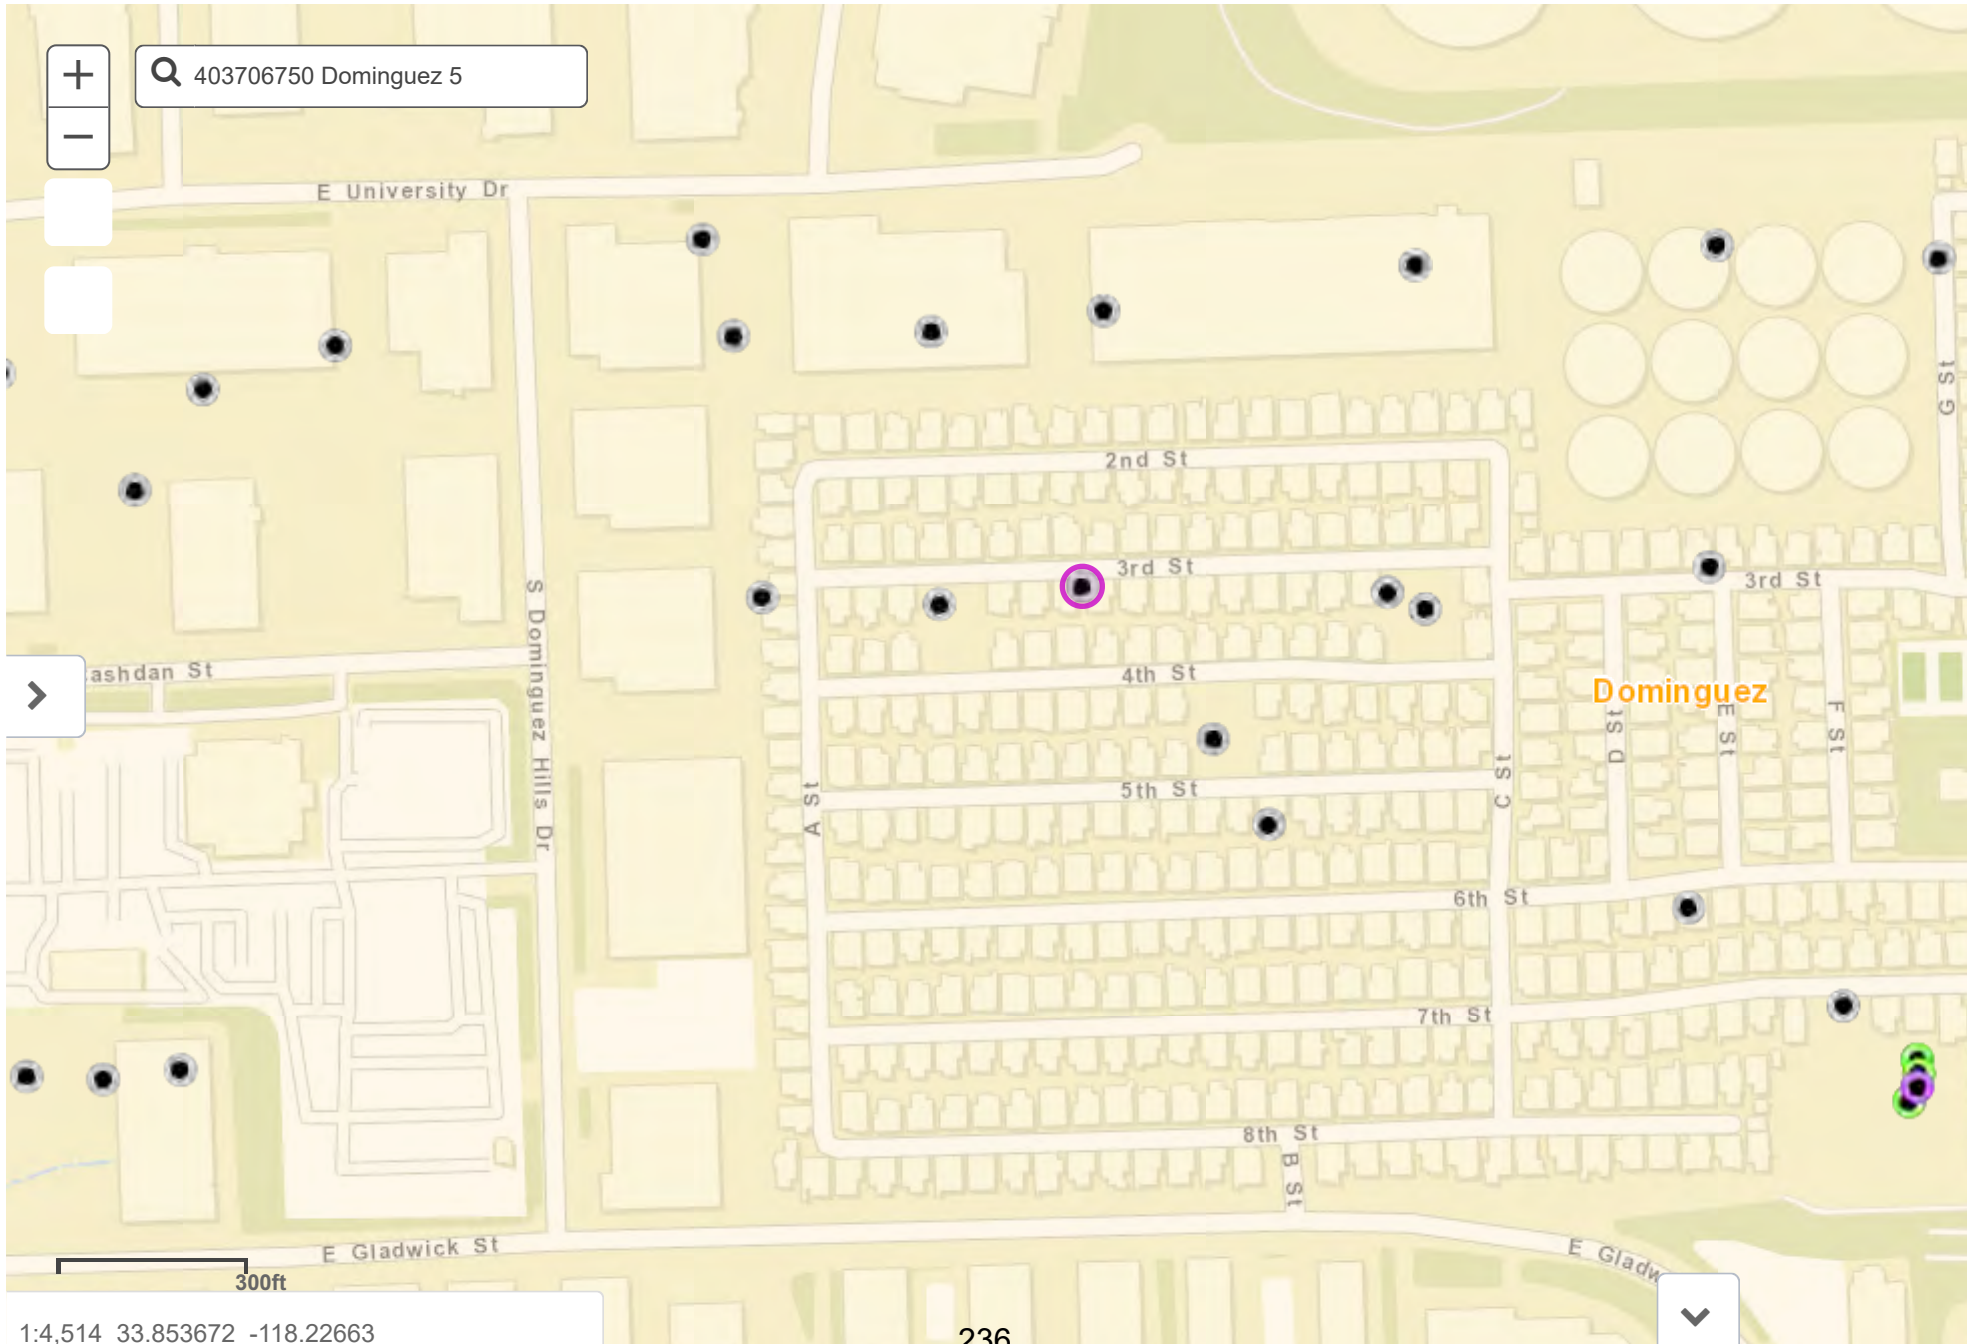 403706750 Dominguez 5
E University Dr
G St
2nd St
3rd St
3rd St
S Dominguez Hills Dr
ashdan St
4th St
Dominguez
D St
E St
F St
A St
5th St
C St
6th St
7th St
8th St
B St
E Gladwick St
E Gladw
300ft
1:4,514 33.853672 -118.22663
236